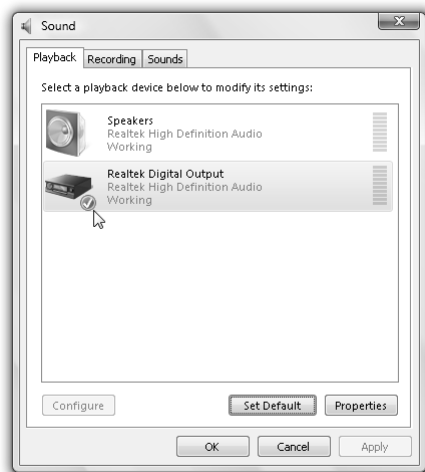 Sound
Playback Recording Sounds
Select a playback device below to modify its settings:
Speakers
Realtek High Definition Audio
Working
Realtek Digital Output
Realtek High Definition Audio
Working
Configure Set Default Properties
OK Cancel Apply